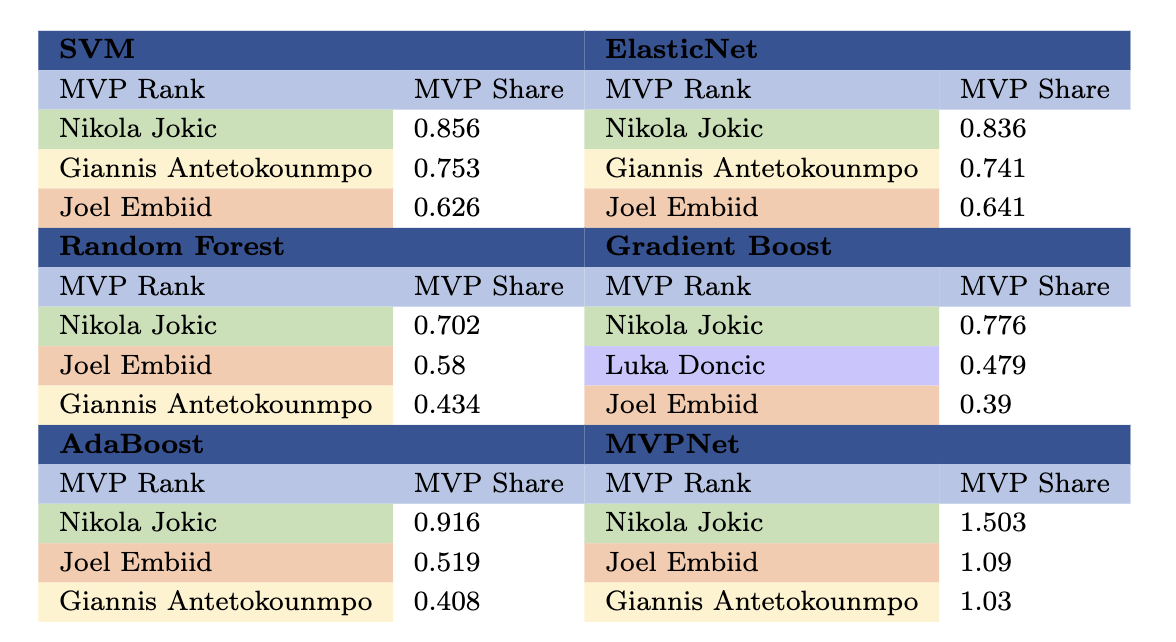 SVM ElasticNet
MVP Rank MVP Share MVP Rank MVP Share
Nikola Jokic 0.856 Nikola Jokic 0.836
Giannis Antetokounmpo 0.753 Giannis Antetokounmpo 0.741
Joel Embiid 0.626 Joel Embiid 0.641
Random Forest Gradient Boost
MVP Rank MVP Share MVP Rank MVP Share
Nikola Jokic 0.702 Nikola Jokic 0.776
Joel Embiid 0.58 Luka Doncic 0.479
Giannis Antetokounmpo 0.434 Joel Embiid 0.39
AdaBoost MVPNet
MVP Rank MVP Share MVP Rank MVP Share
Nikola Jokic 0.916 Nikola Jokic 1.503
Joel Embiid 0.519 Joel Embiid 1.09
Giannis Antetokounmpo 0.408 Giannis Antetokounmpo 1.03